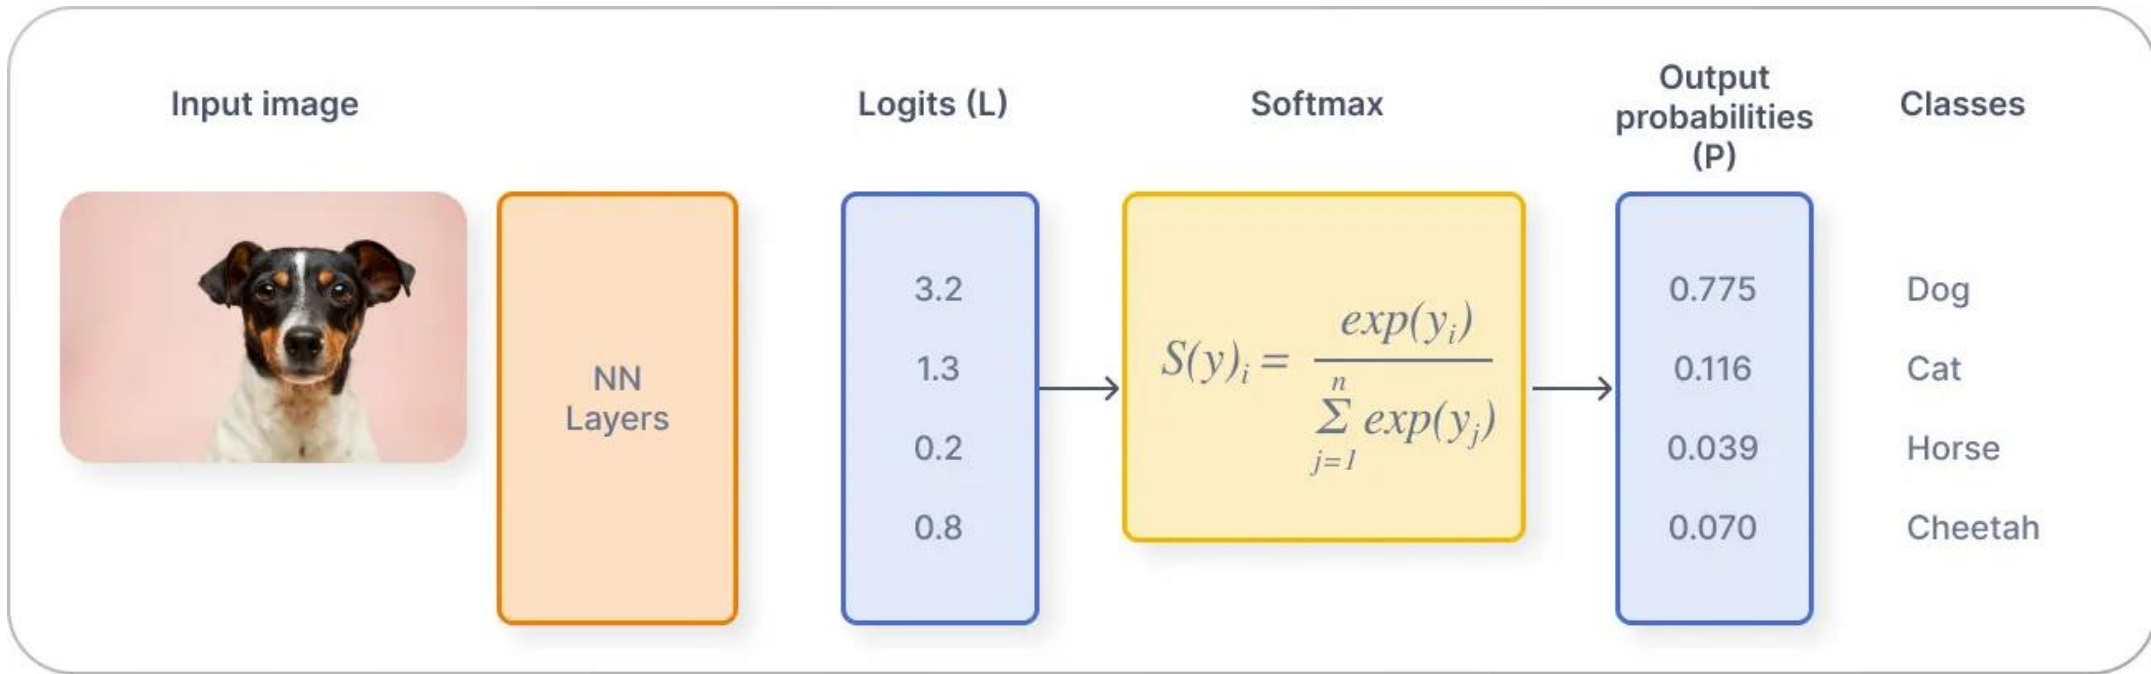 Input image
Logits (L)
Softmax
Output
probabilities
(P)
Classes
NN
Layers
3.2
1.3
0.2
0.8
S(y)i = exp(yi) / n Σ j=1 exp(yj)
0.775
0.116
0.039
0.070
Dog
Cat
Horse
Cheetah